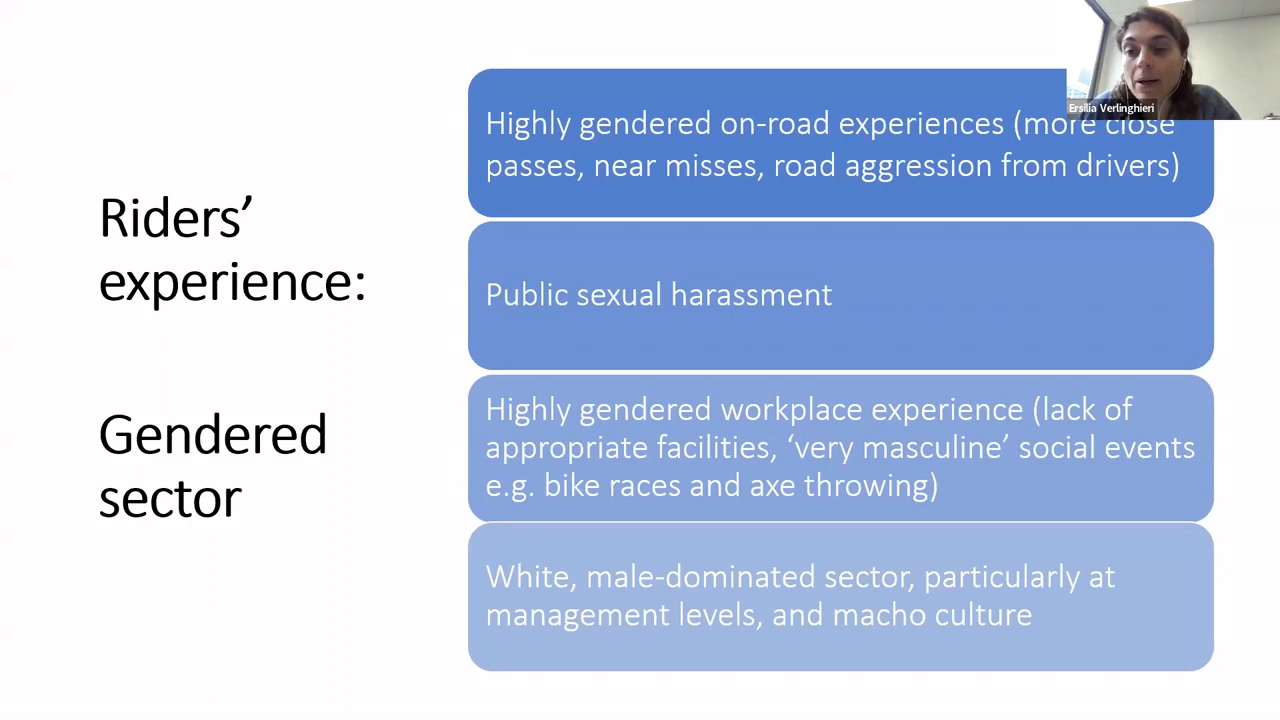 Riders’
experience:
Gendered
sector
Highly gendered on-road experiences (more close
passes, near misses, road aggression from drivers)
Public sexual harassment
Highly gendered workplace experience (lack of
appropriate facilities, ‘very masculine’ social events
e.g. bike races and axe throwing)
White, male-dominated sector, particularly at
management levels, and macho culture
Ersilia Verlinghieri